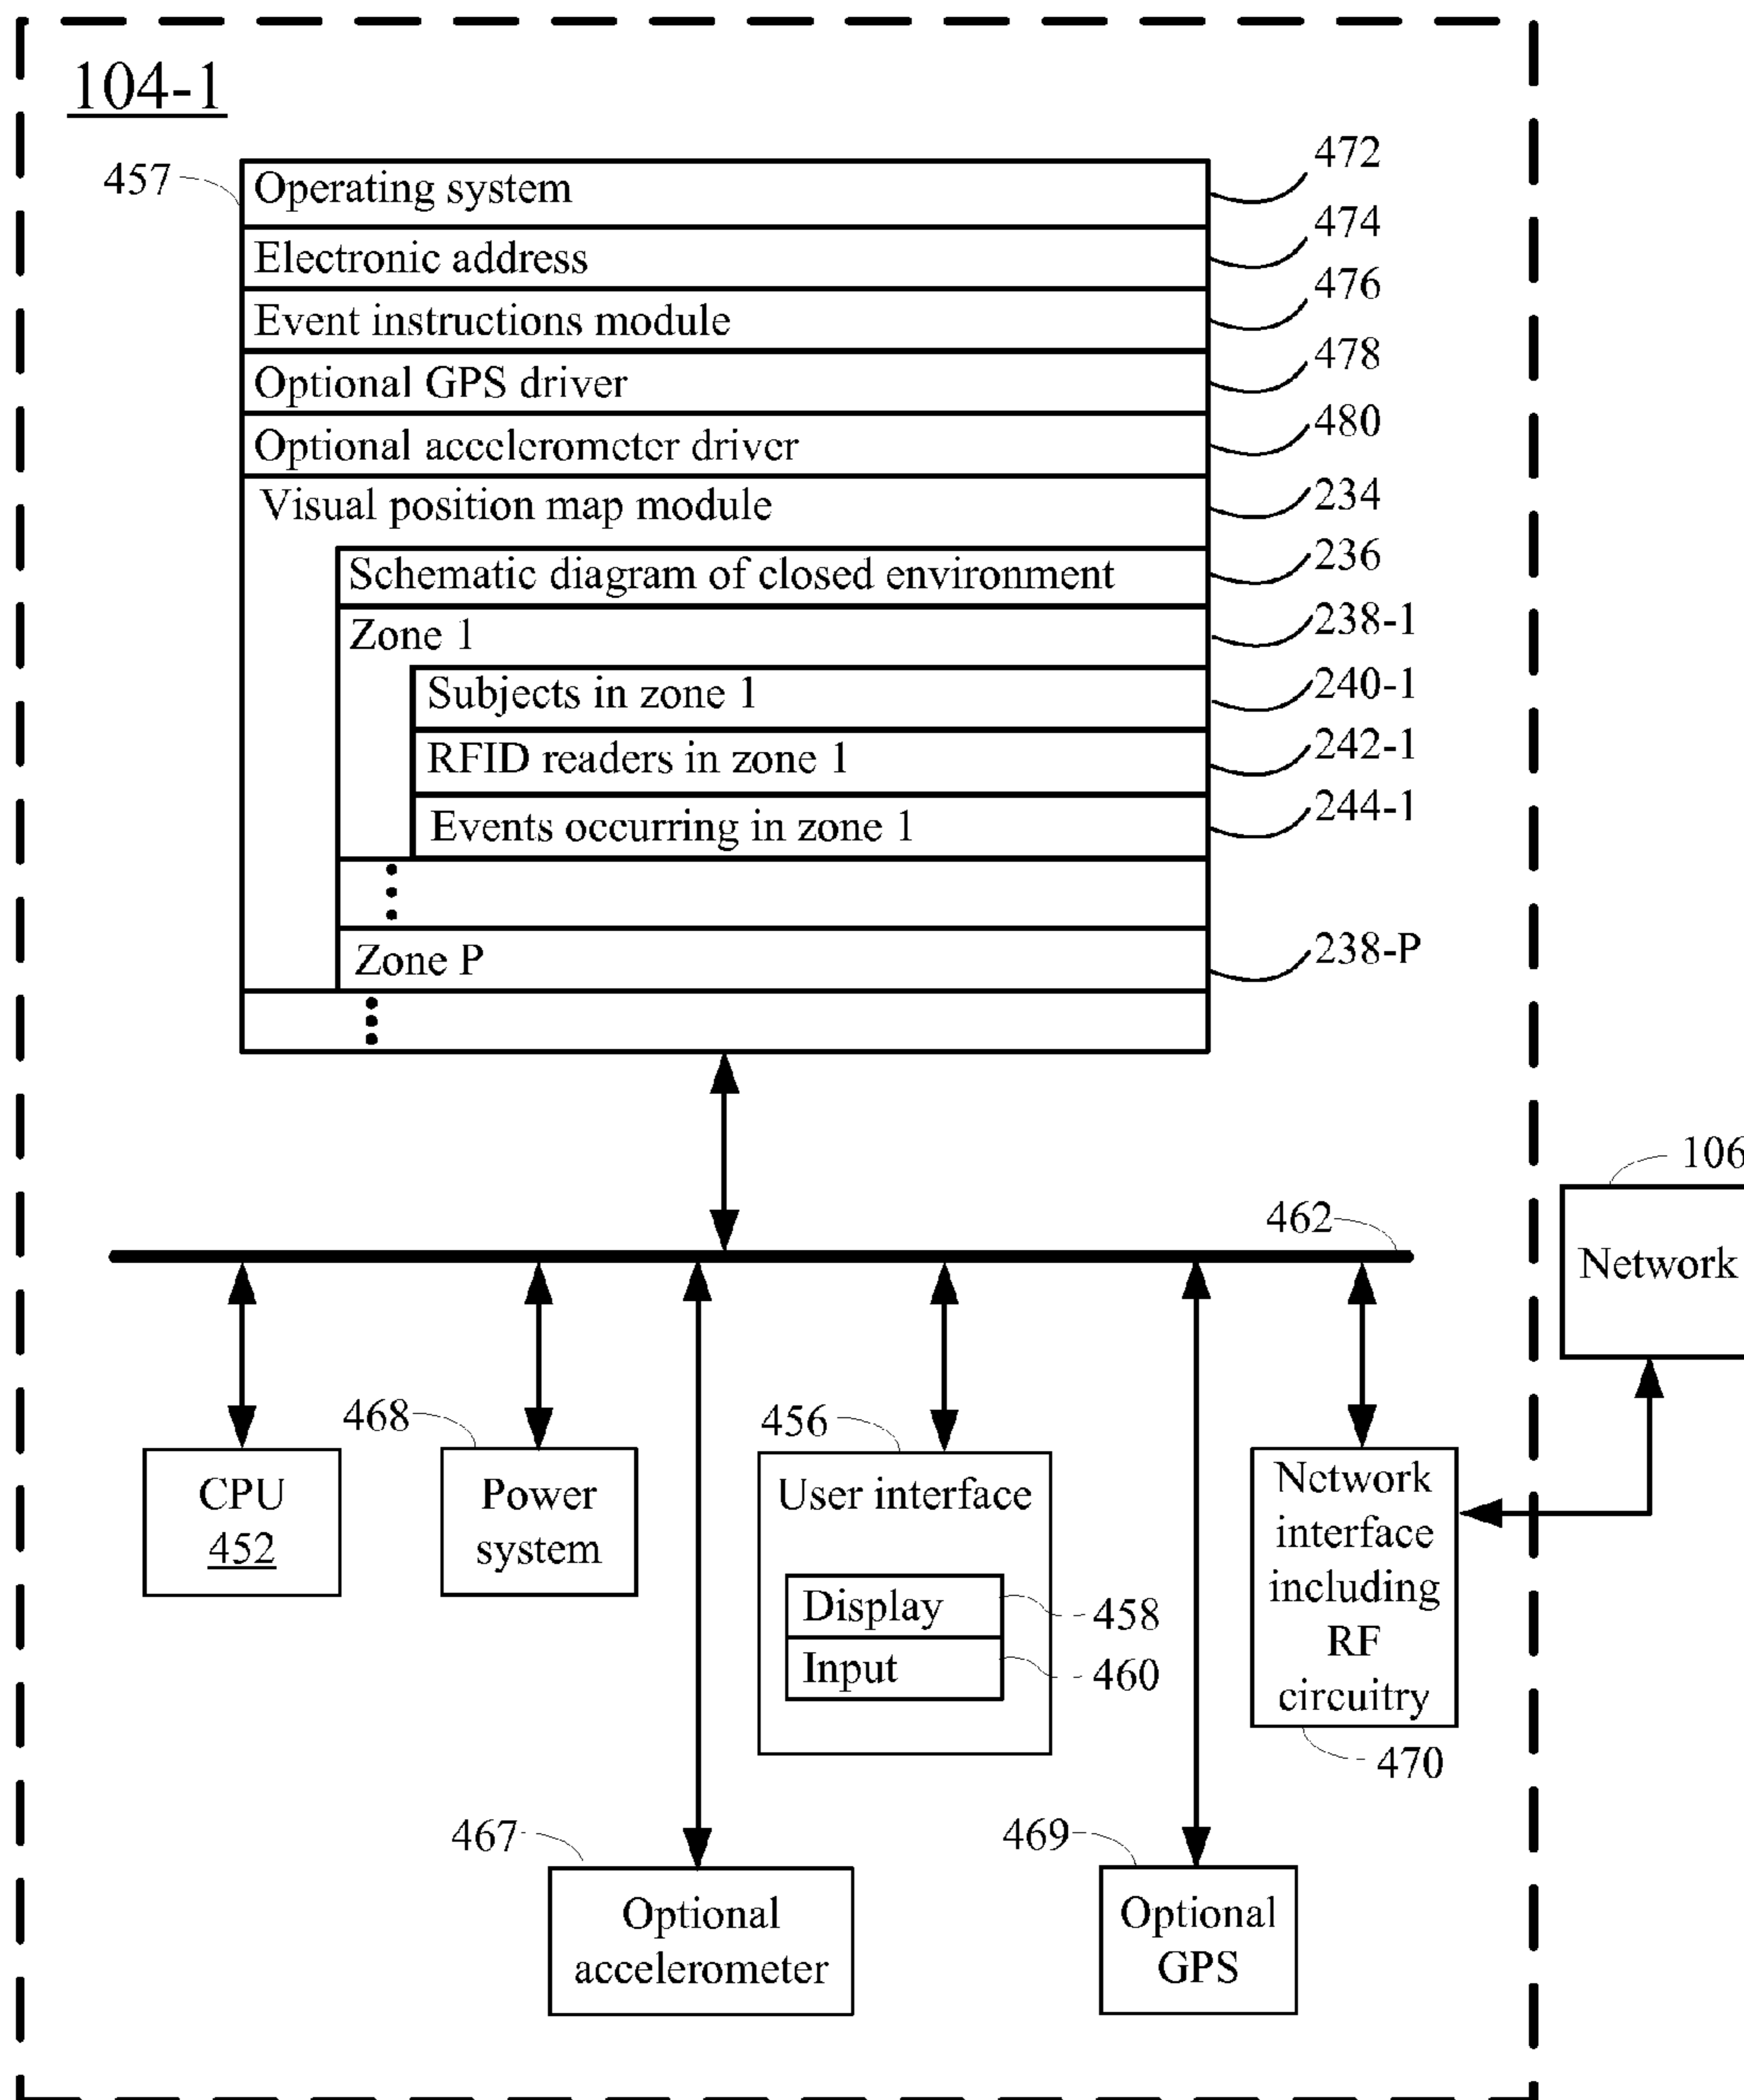 104-1
457
Operating system
472
Electronic address
474
Event instructions module
476
Optional GPS driver
478
Optional accelerometer driver
480
Visual position map module
234
Schematic diagram of closed environment
236
Zone 1
238-1
Subjects in zone 1
240-1
RFID readers in zone 1
242-1
Events occurring in zone 1
244-1
Zone P
238-P
106
Network
462
CPU
452
468
Power
system
456
User interface
Display
458
Input
460
Network
interface
including
RF
circuitry
470
467
Optional
accelerometer
469
Optional
GPS